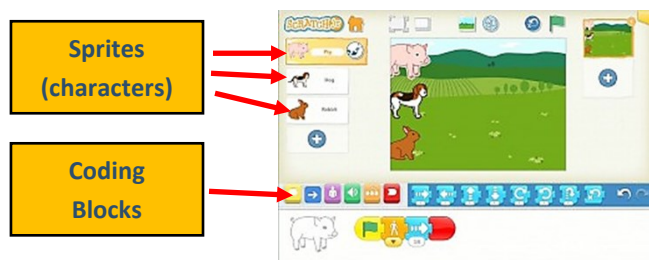 Sprites
(characters)
Coding
Blocks
SCRATCHJR
Pig
Dog
Rabbit